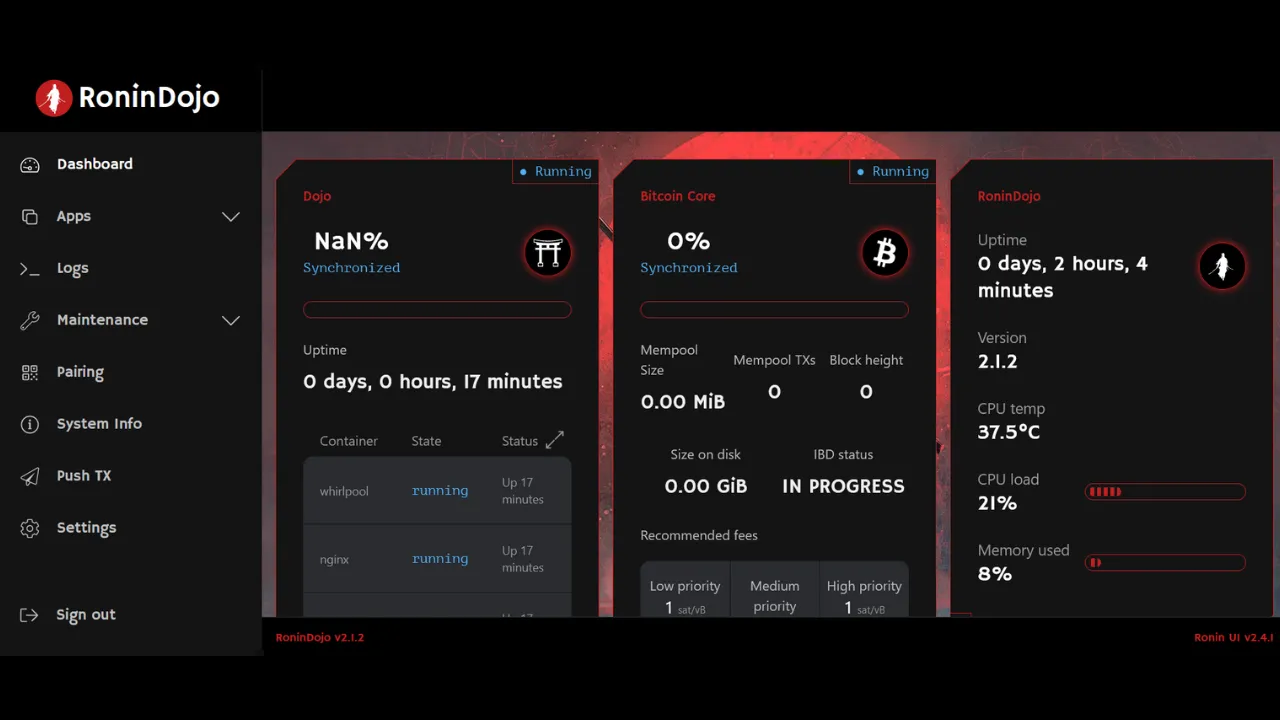 RoninDojo
Dashboard
Apps
Logs
Maintenance
Pairing
System Info
Push TX
Settings
Sign out
Running
Dojo
NaN%
Synchronized
Uptime
0 days, 0 hours, 17 minutes
Container State Status
whirlpool running Up 17
minutes
nginx running Up 17
minutes
Running
Bitcoin Core
0%
Synchronized
Mempool
Size
0.00 MiB
Mempool TXs
0
Block height
0
Size on disk
0.00 GiB
IBD status
IN PROGRESS
Recommended fees
Low priority
1 sat/vB
Medium
priority
High priority
1 sat/vB
RoninDojo
Uptime
0 days, 2 hours, 4
minutes
Version
2.1.2
CPU temp
37.5°C
CPU load
21%
Memory used
8%
RoninDojo v2.1.2
Ronin UI v2.4.1